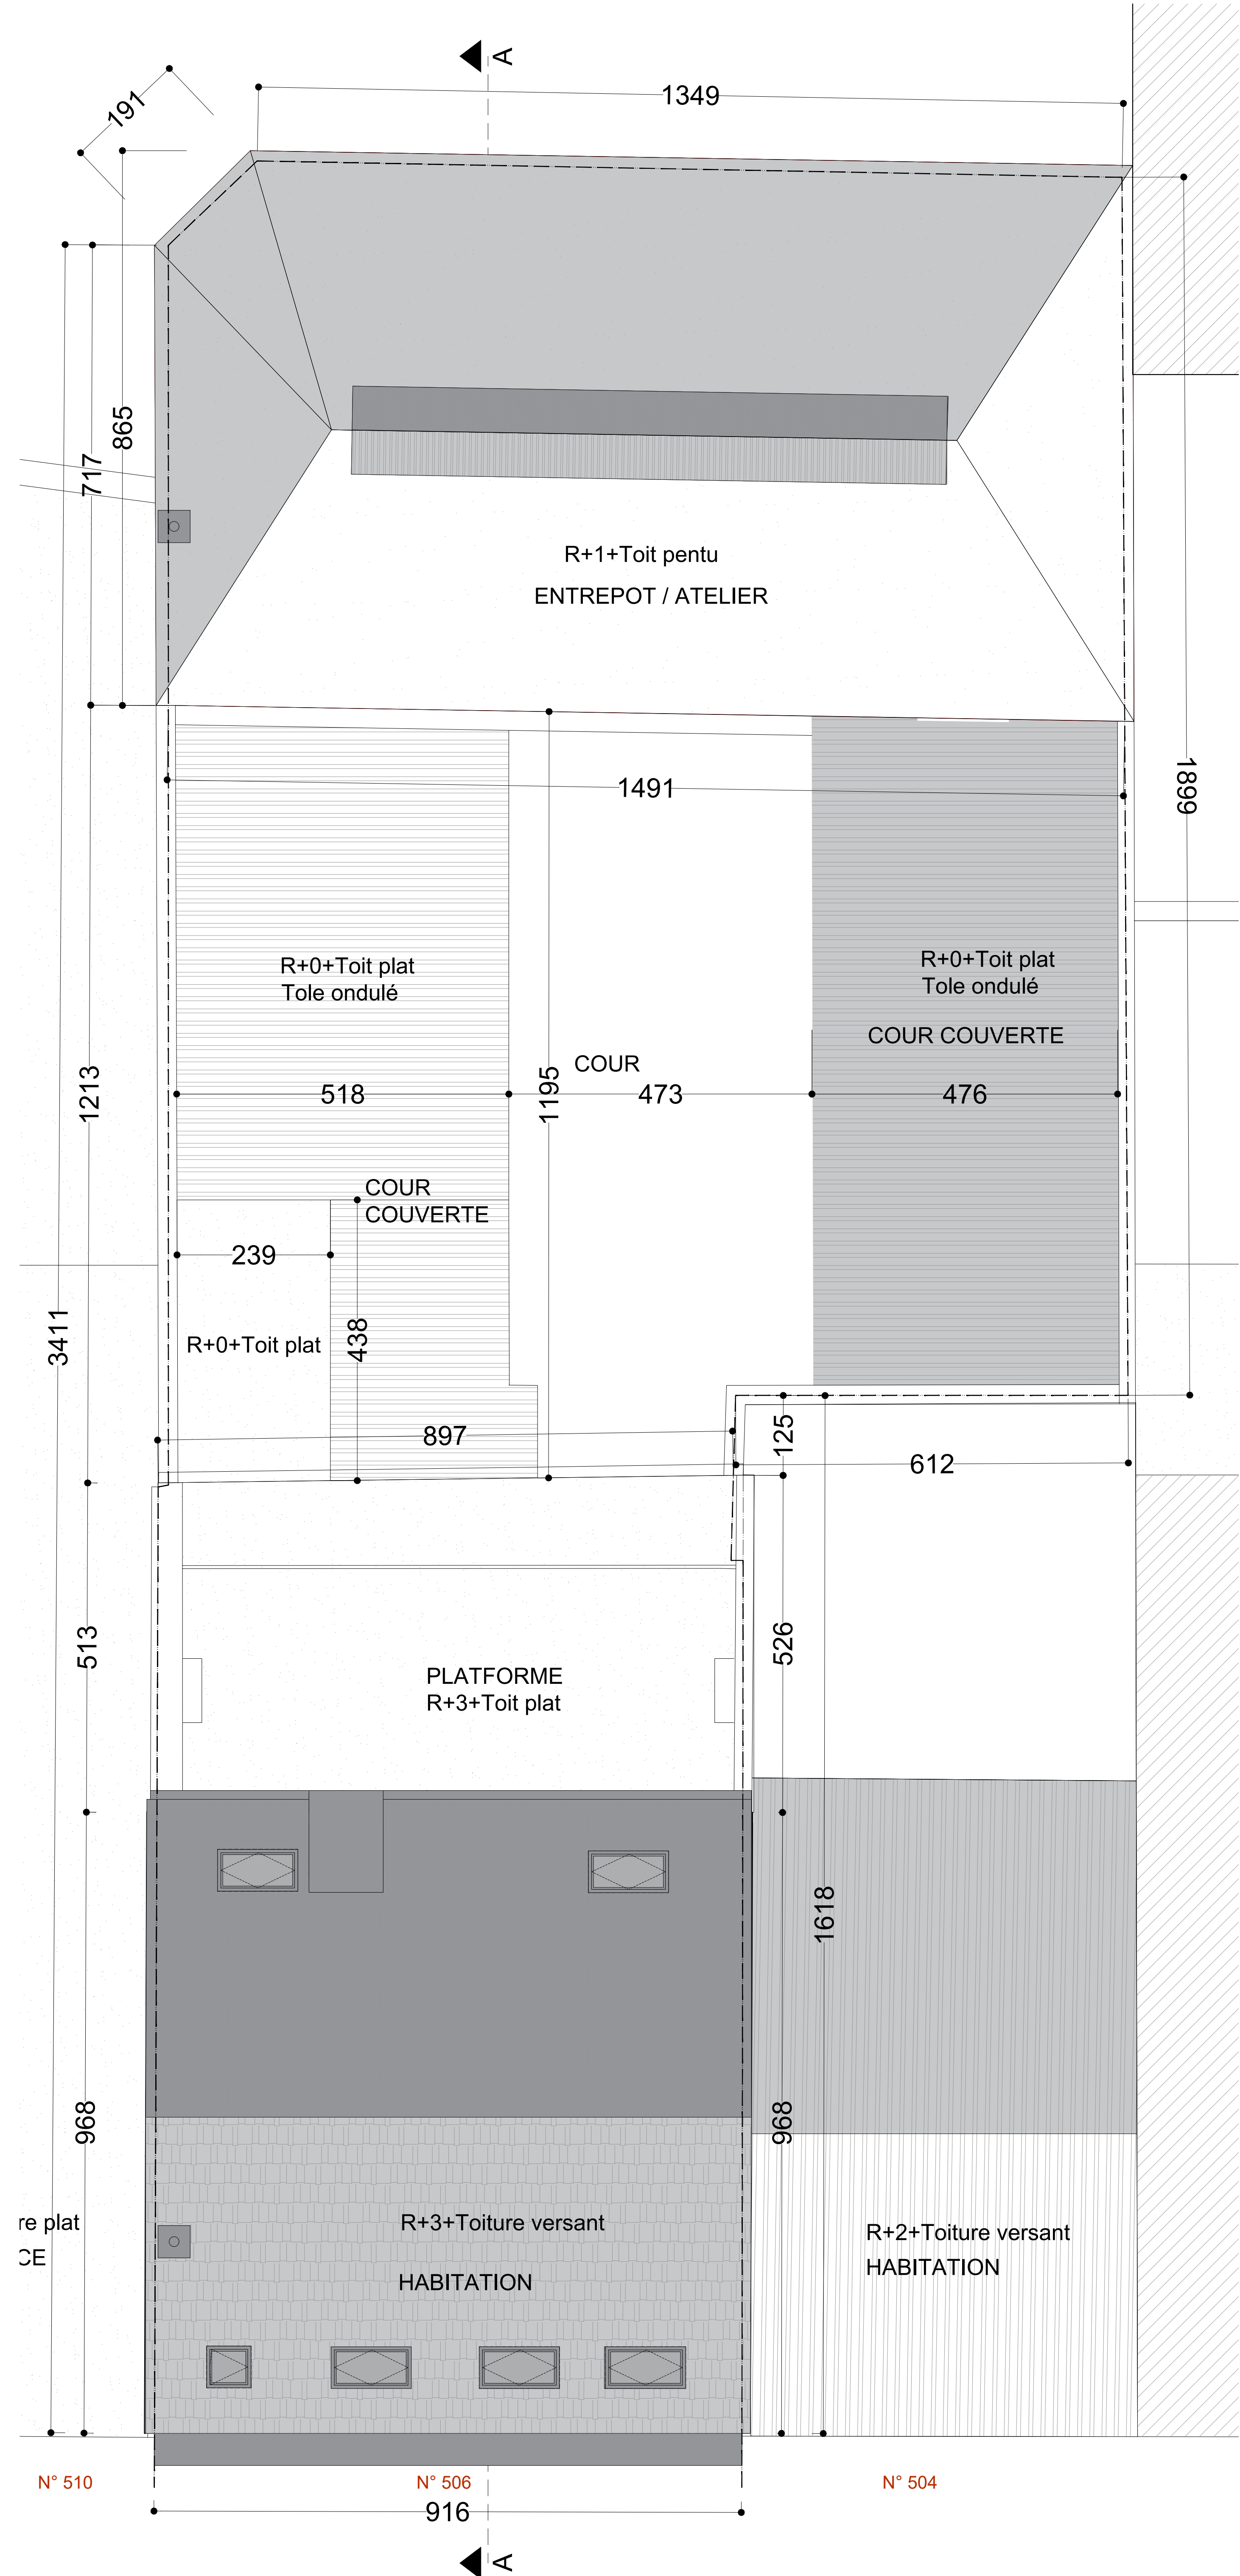 A
191
1349
865
717
R+1+Toit pentu
ENTREPOT / ATELIER
1899
1491
R+0+Toit plat
Tole ondulé
R+0+Toit plat
Tole ondulé
COUR COUVERTE
COUR
1213
1195
518
473
476
COUR
COUVERTE
239
3411
438
R+0+Toit plat
897
125
612
513
526
PLATFORME
R+3+Toit plat
1618
968
968
re plat
CE
R+3+Toiture versant
HABITATION
R+2+Toiture versant
HABITATION
N° 510
N° 506
N° 504
916
A